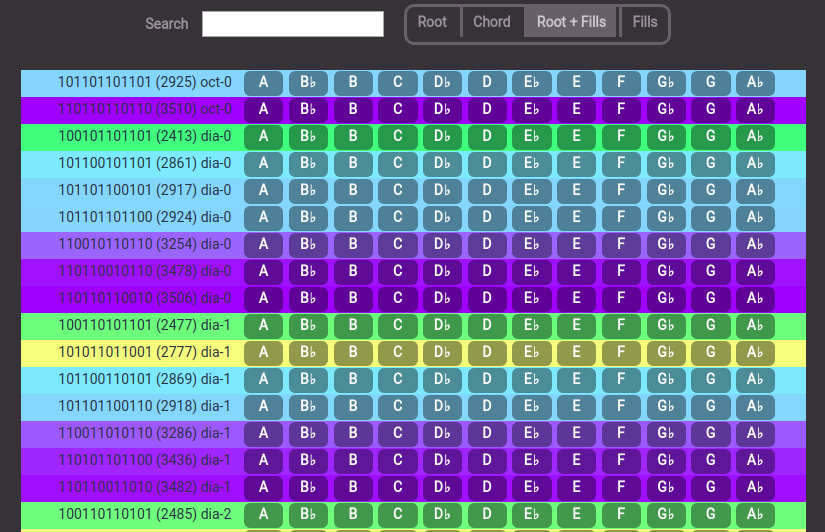 Search Root Chord Root + Fills Fills
101101101101 (2925) oct-0 A B♭ B C D♭ D E♭ E F G♭ G A♭
110110110110 (3510) oct-0 A B♭ B C D♭ D E♭ E F G♭ G A♭
100101101101 (2413) dia-0 A B♭ B C D♭ D E♭ E F G♭ G A♭
101100101101 (2861) dia-0 A B♭ B C D♭ D E♭ E F G♭ G A♭
101101100101 (2917) dia-0 A B♭ B C D♭ D E♭ E F G♭ G A♭
101101101100 (2924) dia-0 A B♭ B C D♭ D E♭ E F G♭ G A♭
110010110110 (3254) dia-0 A B♭ B C D♭ D E♭ E F G♭ G A♭
110110010110 (3478) dia-0 A B♭ B C D♭ D E♭ E F G♭ G A♭
110110110010 (3506) dia-0 A B♭ B C D♭ D E♭ E F G♭ G A♭
100110101101 (2477) dia-1 A B♭ B C D♭ D E♭ E F G♭ G A♭
101011011001 (2777) dia-1 A B♭ B C D♭ D E♭ E F G♭ G A♭
101100110101 (2869) dia-1 A B♭ B C D♭ D E♭ E F G♭ G A♭
101101100110 (2918) dia-1 A B♭ B C D♭ D E♭ E F G♭ G A♭
110011010110 (3286) dia-1 A B♭ B C D♭ D E♭ E F G♭ G A♭
110101101100 (3436) dia-1 A B♭ B C D♭ D E♭ E F G♭ G A♭
110110011010 (3482) dia-1 A B♭ B C D♭ D E♭ E F G♭ G A♭
100110110101 (2485) dia-2 A B♭ B C D♭ D E♭ E F G♭ G A♭